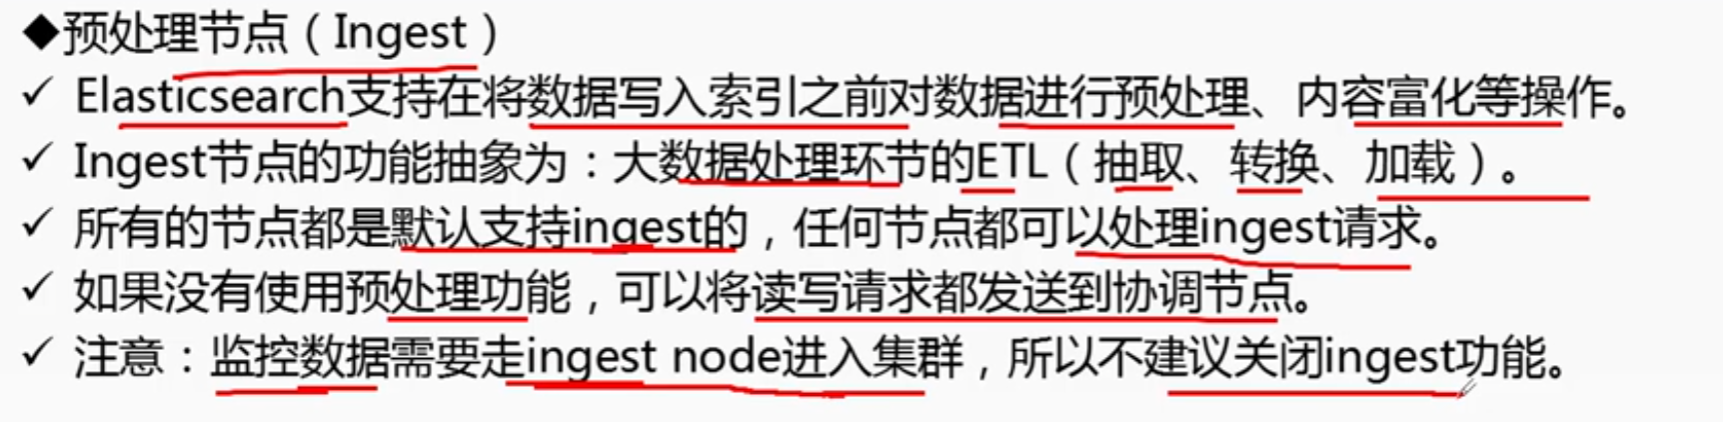 ◆预处理节点（Ingest）
✓ Elasticsearch支持在将数据写入索引之前对数据进行预处理、内容富化等操作。
✓ Ingest节点的功能抽象为：大数据处理环节的ETL（抽取、转换、加载）。
✓ 所有的节点都是默认支持ingest的，任何节点都可以处理ingest请求。
✓ 如果没有使用预处理功能，可以将读写请求都发送到协调节点。
✓ 注意：监控数据需要走ingest node进入集群，所以不建议关闭ingest功能。